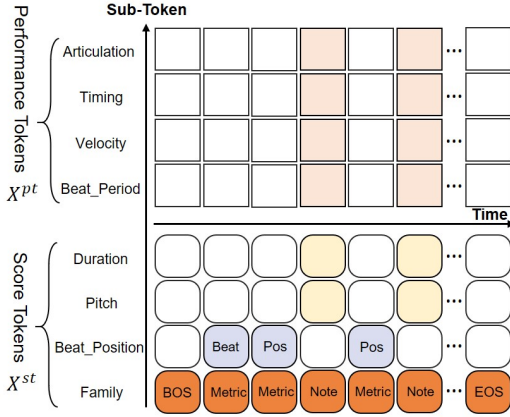 Sub-Token
Performance Tokens
X^{pt}
Articulation
...
Timing
...
Velocity
...
Beat_Period
...
Time
Score Tokens
X^{st}
Duration
...
Pitch
...
Beat_Position Beat Pos Pos ...
Family BOS Metric Metric Note Metric Note ... EOS